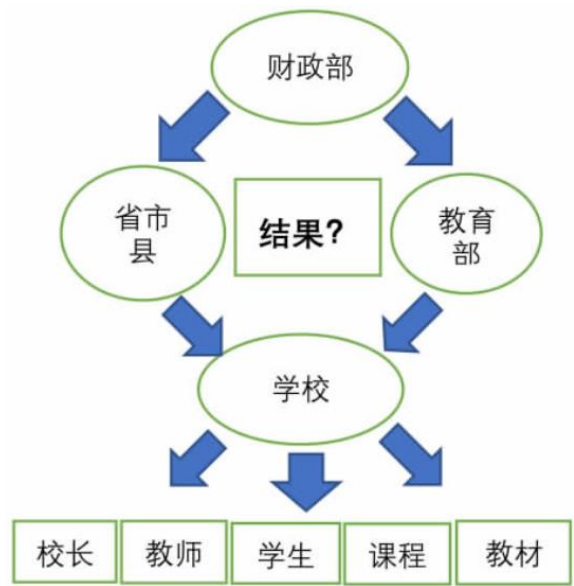 财政部
省市
县
结果？
教育
部
学校
校长
教师
学生
课程
教材